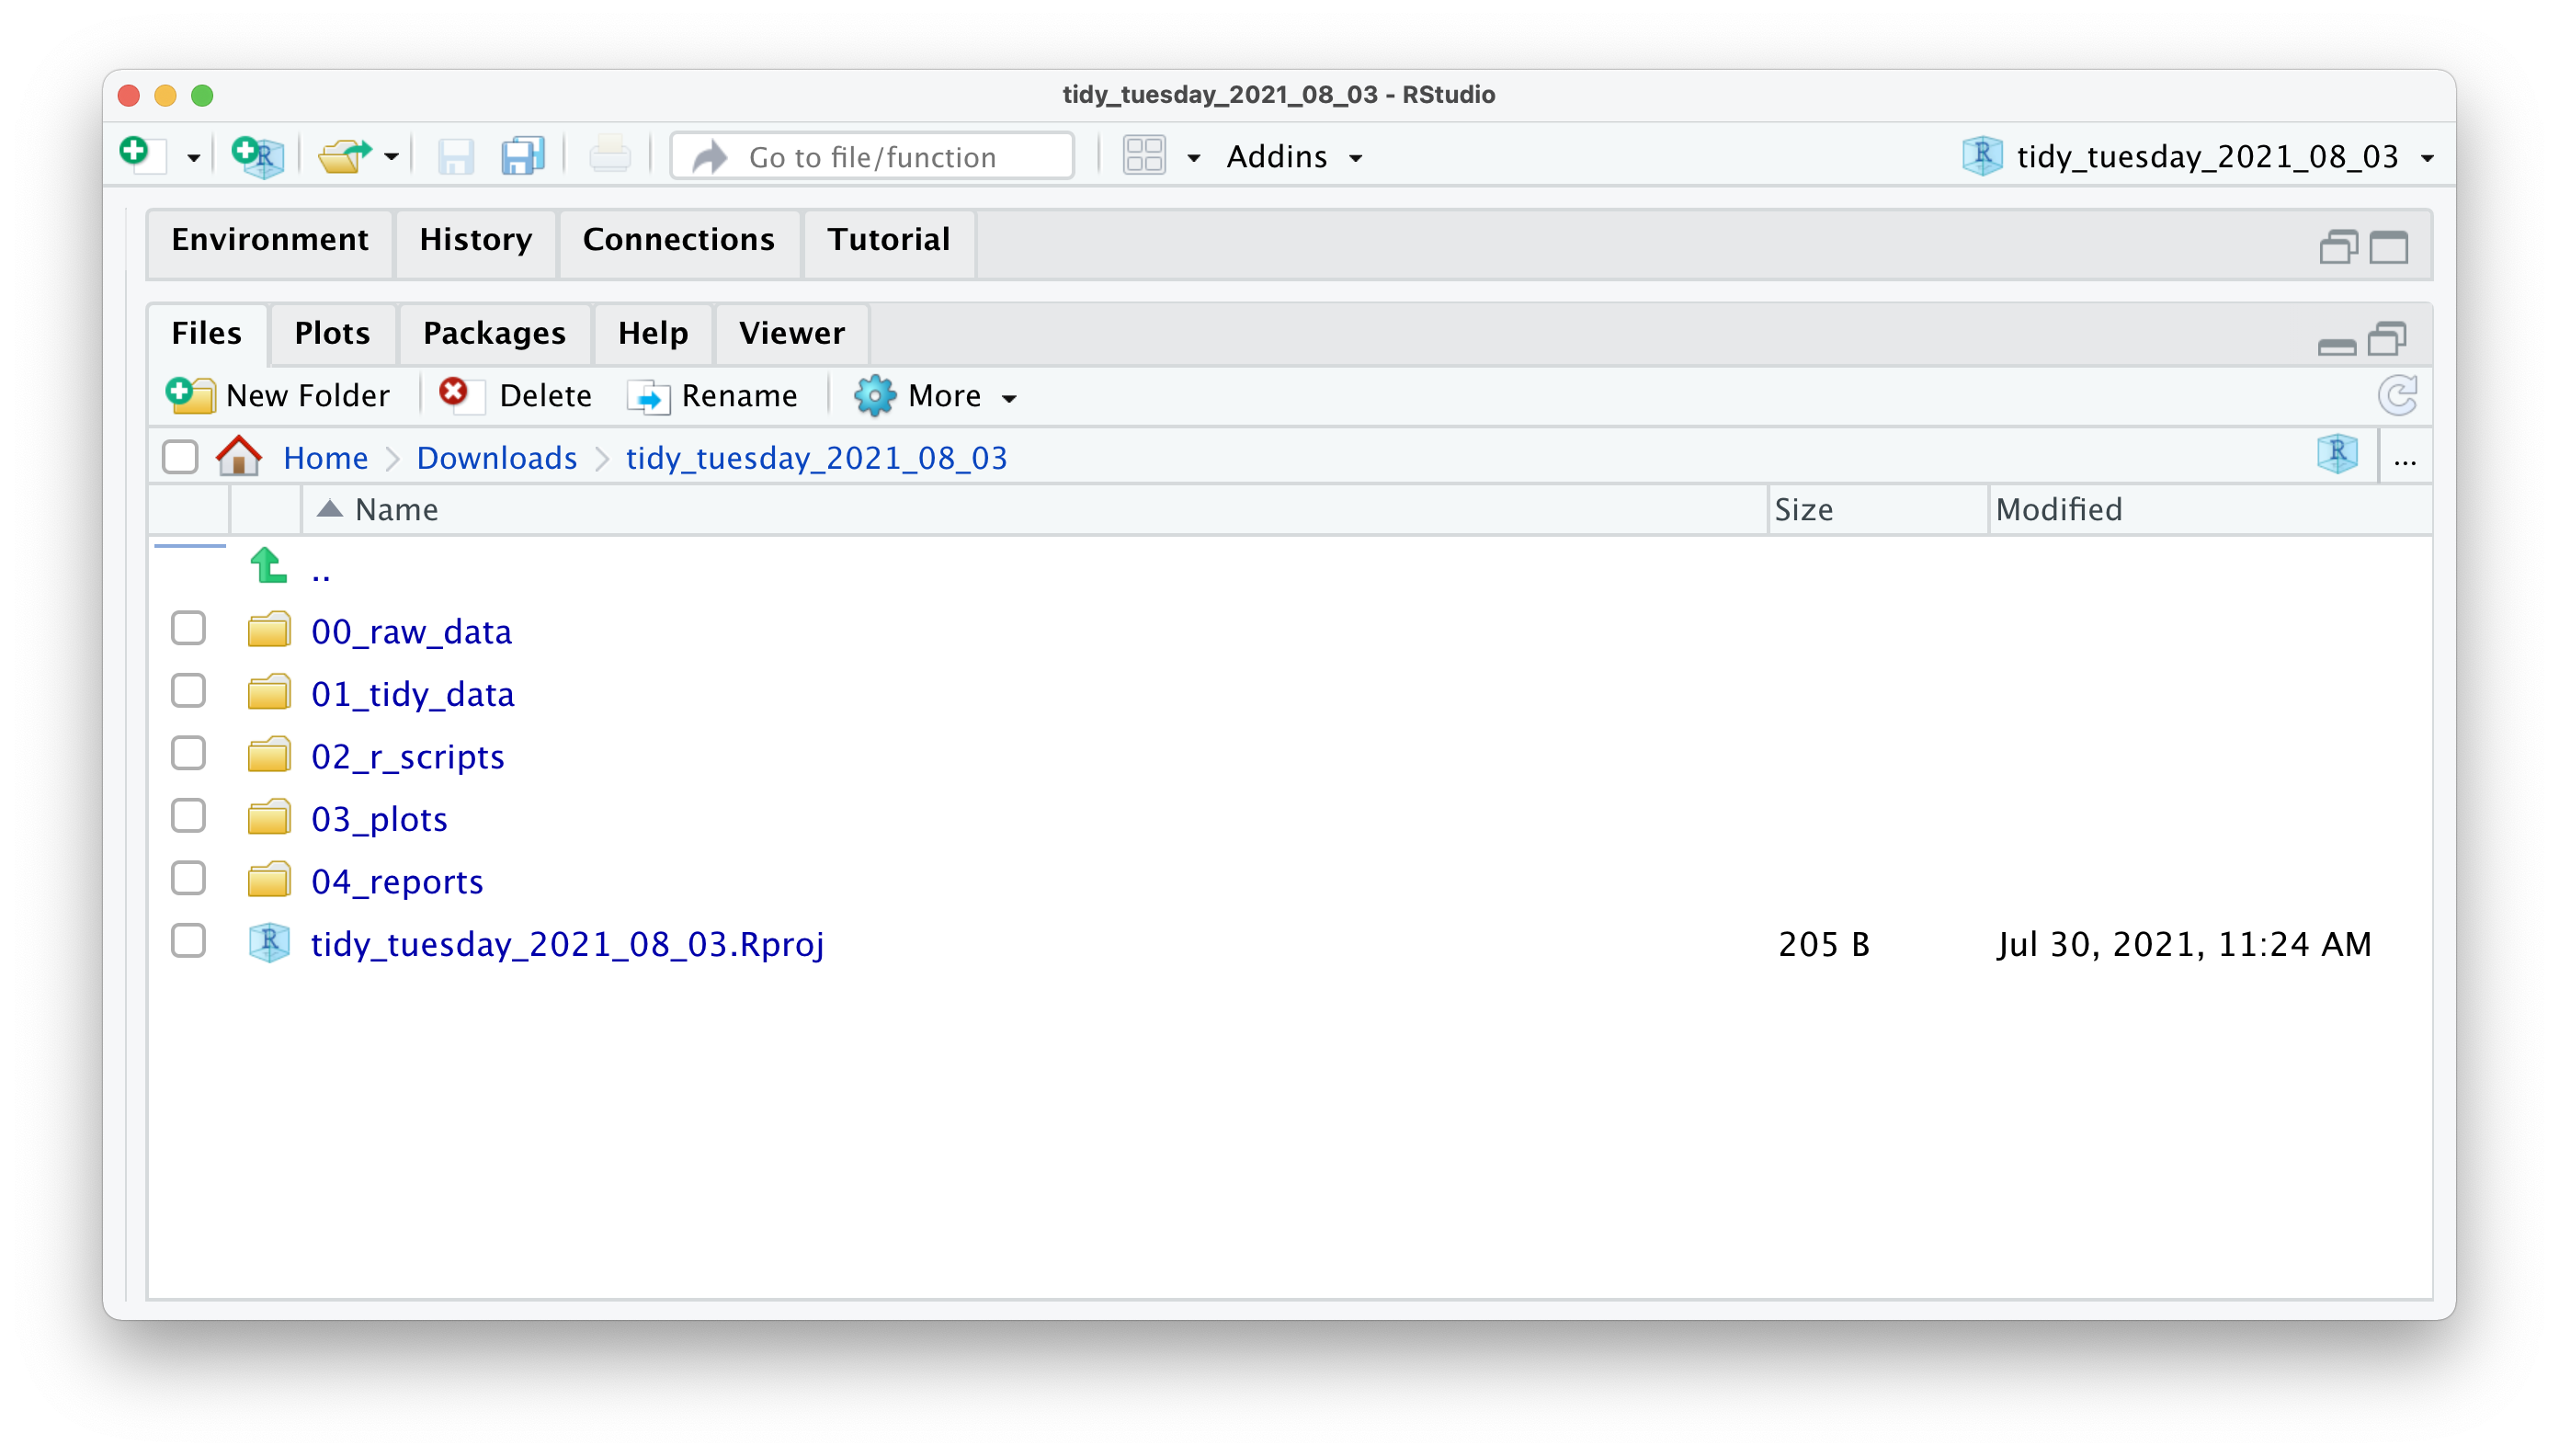 tidy_tuesday_2021_08_03 - RStudio
Go to file/function Addins tidy_tuesday_2021_08_03
Environment History Connections Tutorial
Files Plots Packages Help Viewer
New Folder Delete Rename More
Home Downloads tidy_tuesday_2021_08_03 ...
Name Size Modified
..
00_raw_data
01_tidy_data
02_r_scripts
03_plots
04_reports
tidy_tuesday_2021_08_03.Rproj 205 B Jul 30, 2021, 11:24 AM